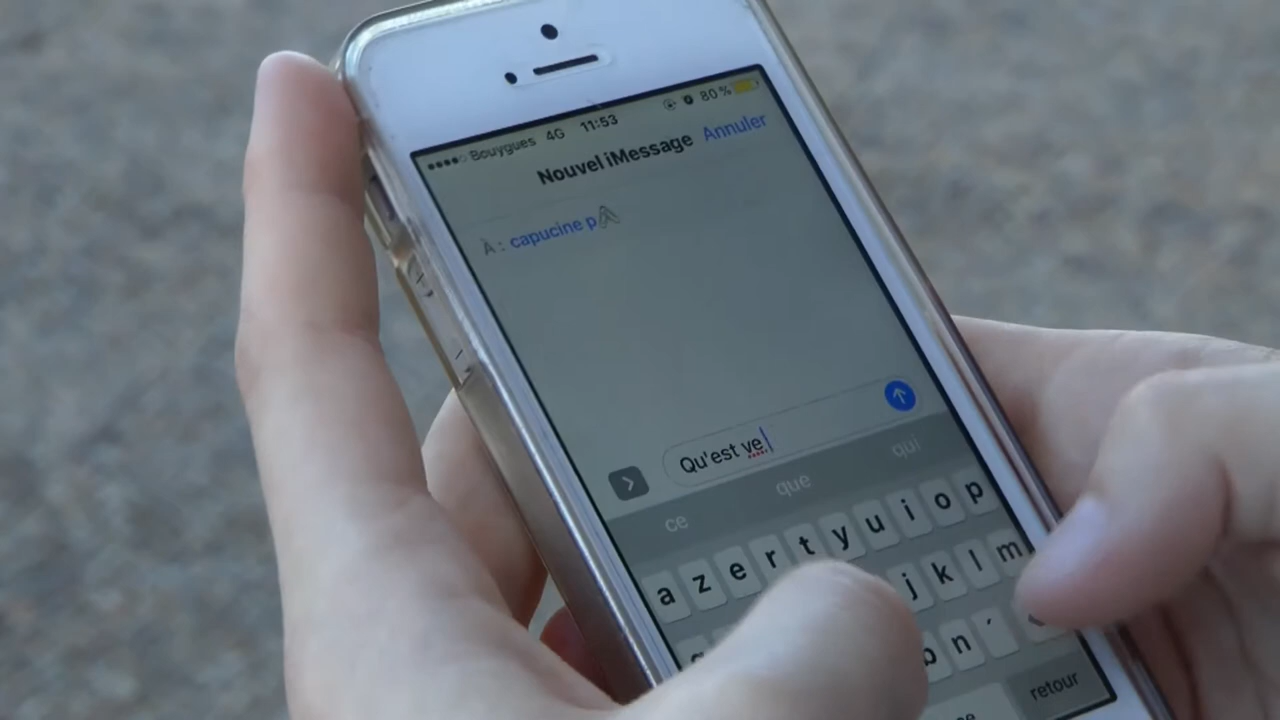 Bouygues 4G 11:53 80 %
Nouvel iMessage Annuler
À : capucine p
Qu'est ve
ce que qui
a z e r t y u i o p
j k l m
b n ´
retour